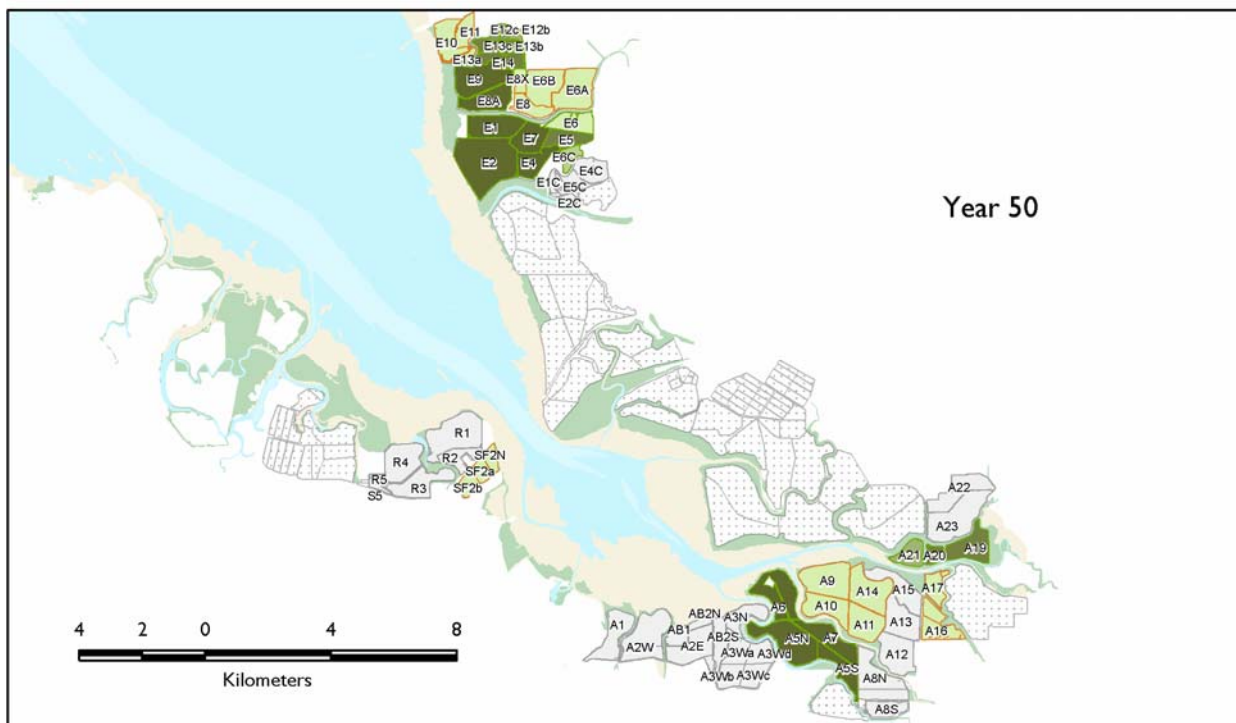 E11
E12c
E12b
E10
E13c
E13b
E13a
E14
E9
E8X
E6B
E6A
E8A
E8
E1
E7
E6
E5
E2
E4
E6C
E4C
E1C
E5C
E2C
Year 50
R1
R4
R2
SF2N
SF2a
R5
R3
SF2b
S5
A22
A23
A21
A20
A19
A9
A14
A15
A17
A6
A10
A11
A13
A16
A1
AB2N
A3N
AB1
AB2S
A5N
A7
A2W
A2E
A3Wa
A3Wd
A12
A5S
A3Wb
A3Wc
A8N
A8S
4 2 0 4 8
Kilometers